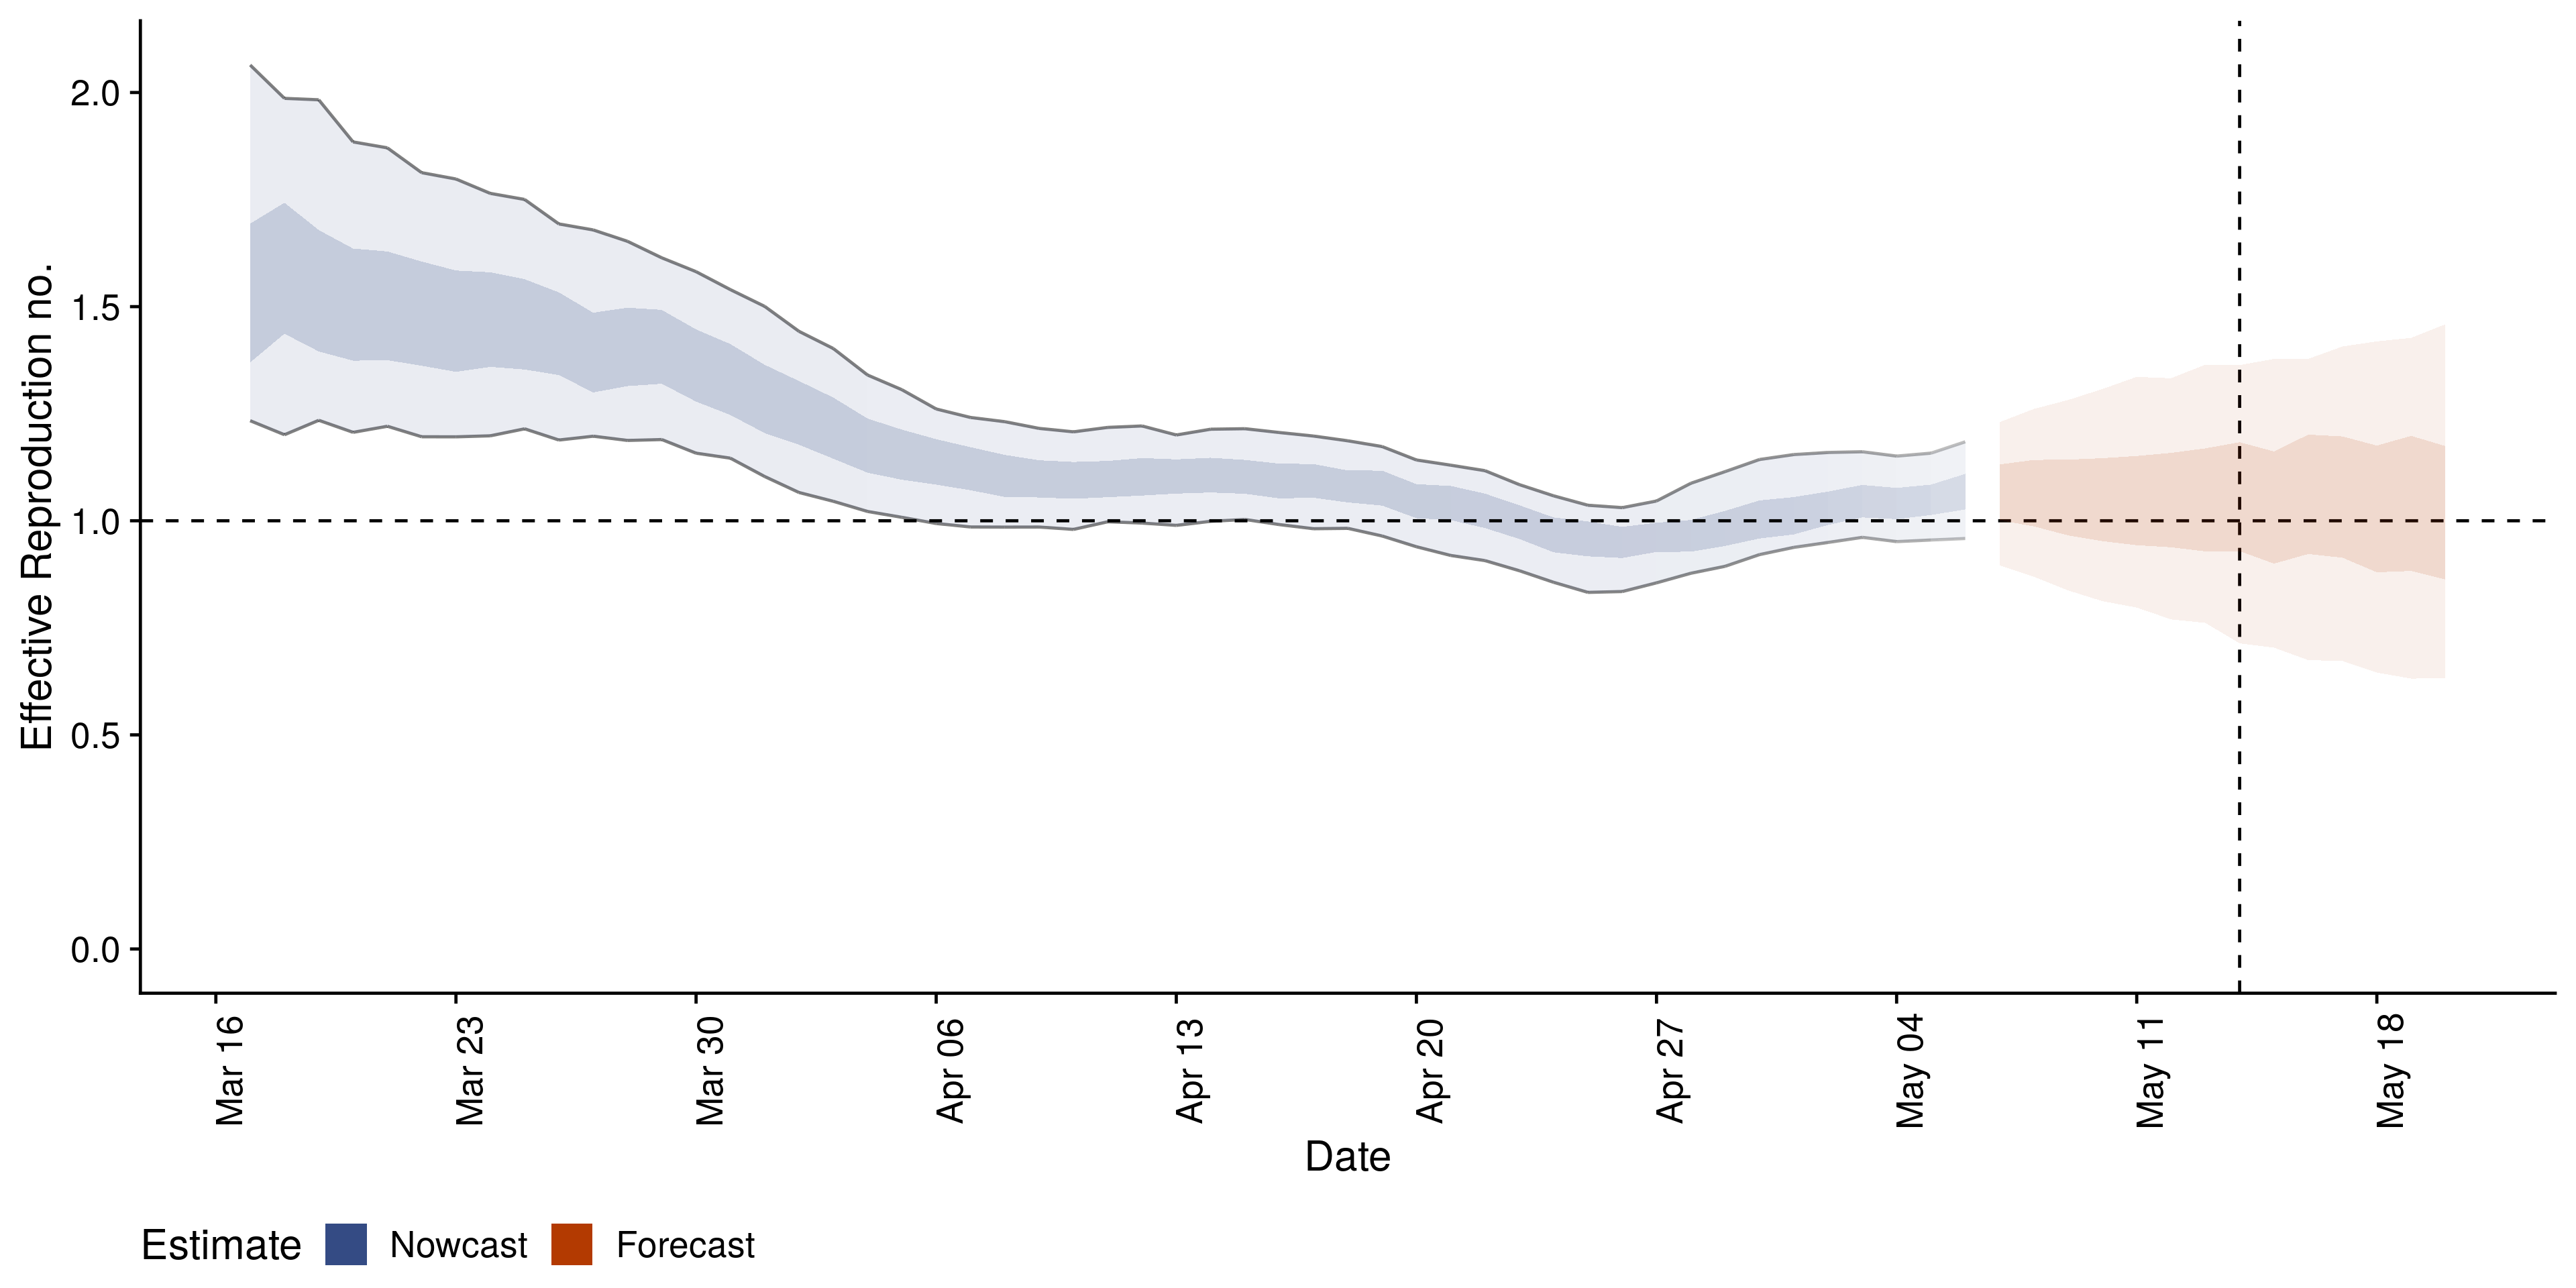 Effective Reproduction no.
2.0
1.5
1.0
0.5
0.0
Mar 16
Mar 23
Mar 30
Apr 06
Apr 13
Apr 20
Apr 27
May 04
May 11
May 18
Date
Estimate Nowcast Forecast